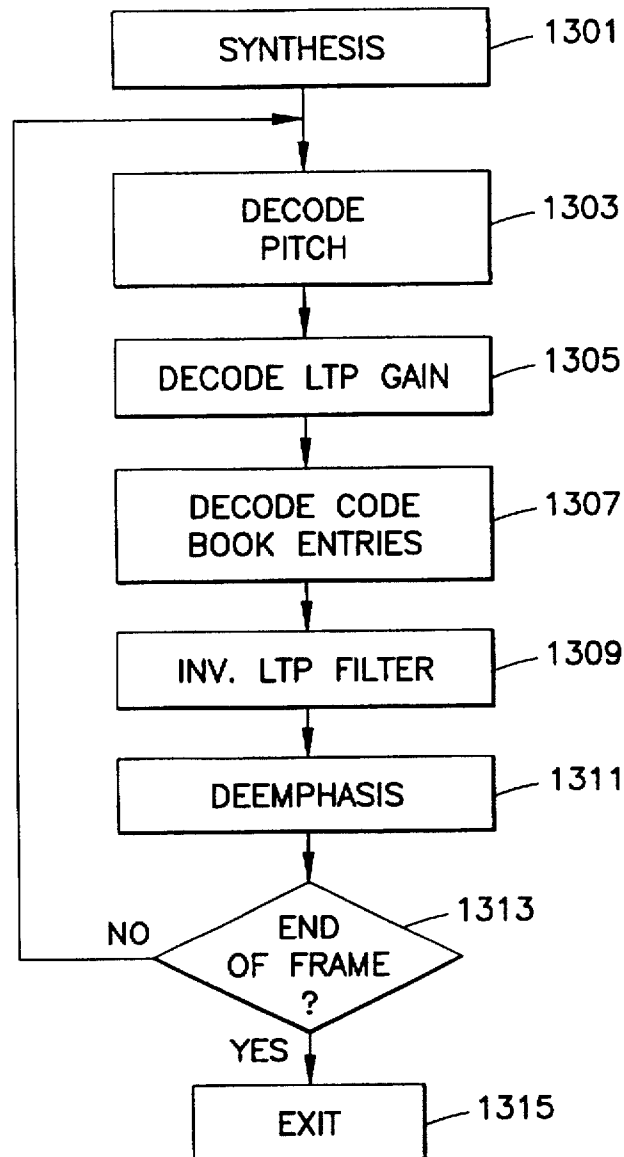 SYNTHESIS
1301
DECODE
PITCH
1303
DECODE LTP GAIN
1305
DECODE CODE
BOOK ENTRIES
1307
INV. LTP FILTER
1309
DEEMPHASIS
1311
END
OF FRAME
?
1313
NO
YES
EXIT
1315